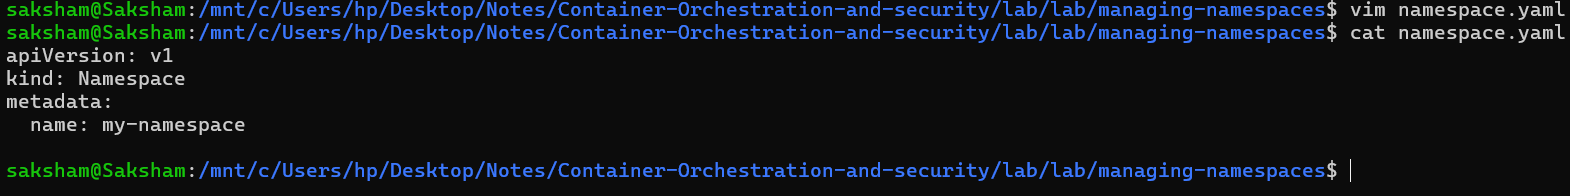 saksham@Saksham:/mnt/c/Users/hp/Desktop/Notes/Container-Orchestration-and-security/lab/lab/managing-namespaces$ vim namespace.yaml
saksham@Saksham:/mnt/c/Users/hp/Desktop/Notes/Container-Orchestration-and-security/lab/lab/managing-namespaces$ cat namespace.yaml
apiVersion: v1
kind: Namespace
metadata:
  name: my-namespace
saksham@Saksham:/mnt/c/Users/hp/Desktop/Notes/Container-Orchestration-and-security/lab/lab/managing-namespaces$